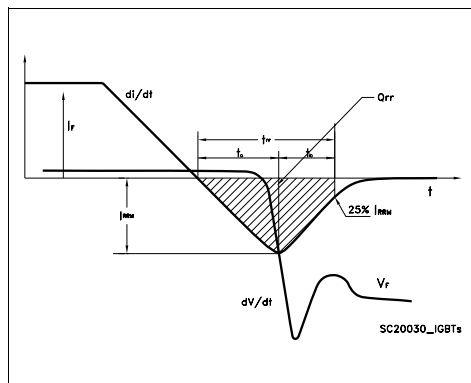 di/dt
Qrr
IF
trr
ta
tb
t
IRRM
25% IRRM
VF
dV/dt
SC20030_IGBTs